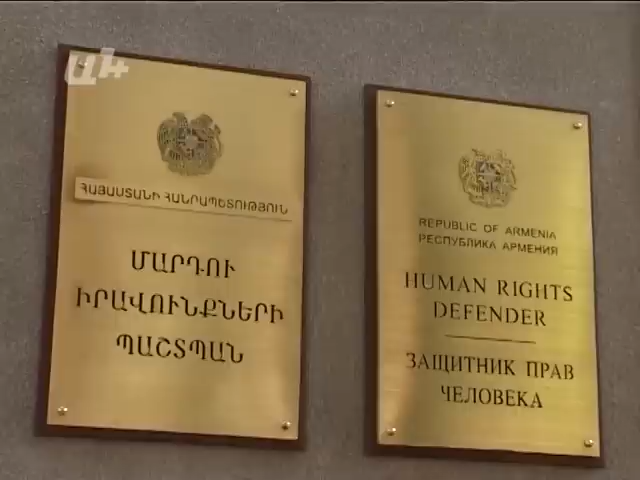 ՀԱՅԱՍՏԱՆԻ ՀԱՆՐԱՊԵՏՈՒԹՅՈՒՆ
ՄԱՐԴՈՒ
ԻՐԱՎՈՒՆՔՆԵՐԻ
ՊԱՇՏՊԱՆ
REPUBLIC OF ARMENIA
РЕСПУБЛИКА АРМЕНИЯ
HUMAN RIGHTS
DEFENDER
ЗАЩИТНИК ПРАВ
ЧЕЛОВЕКА